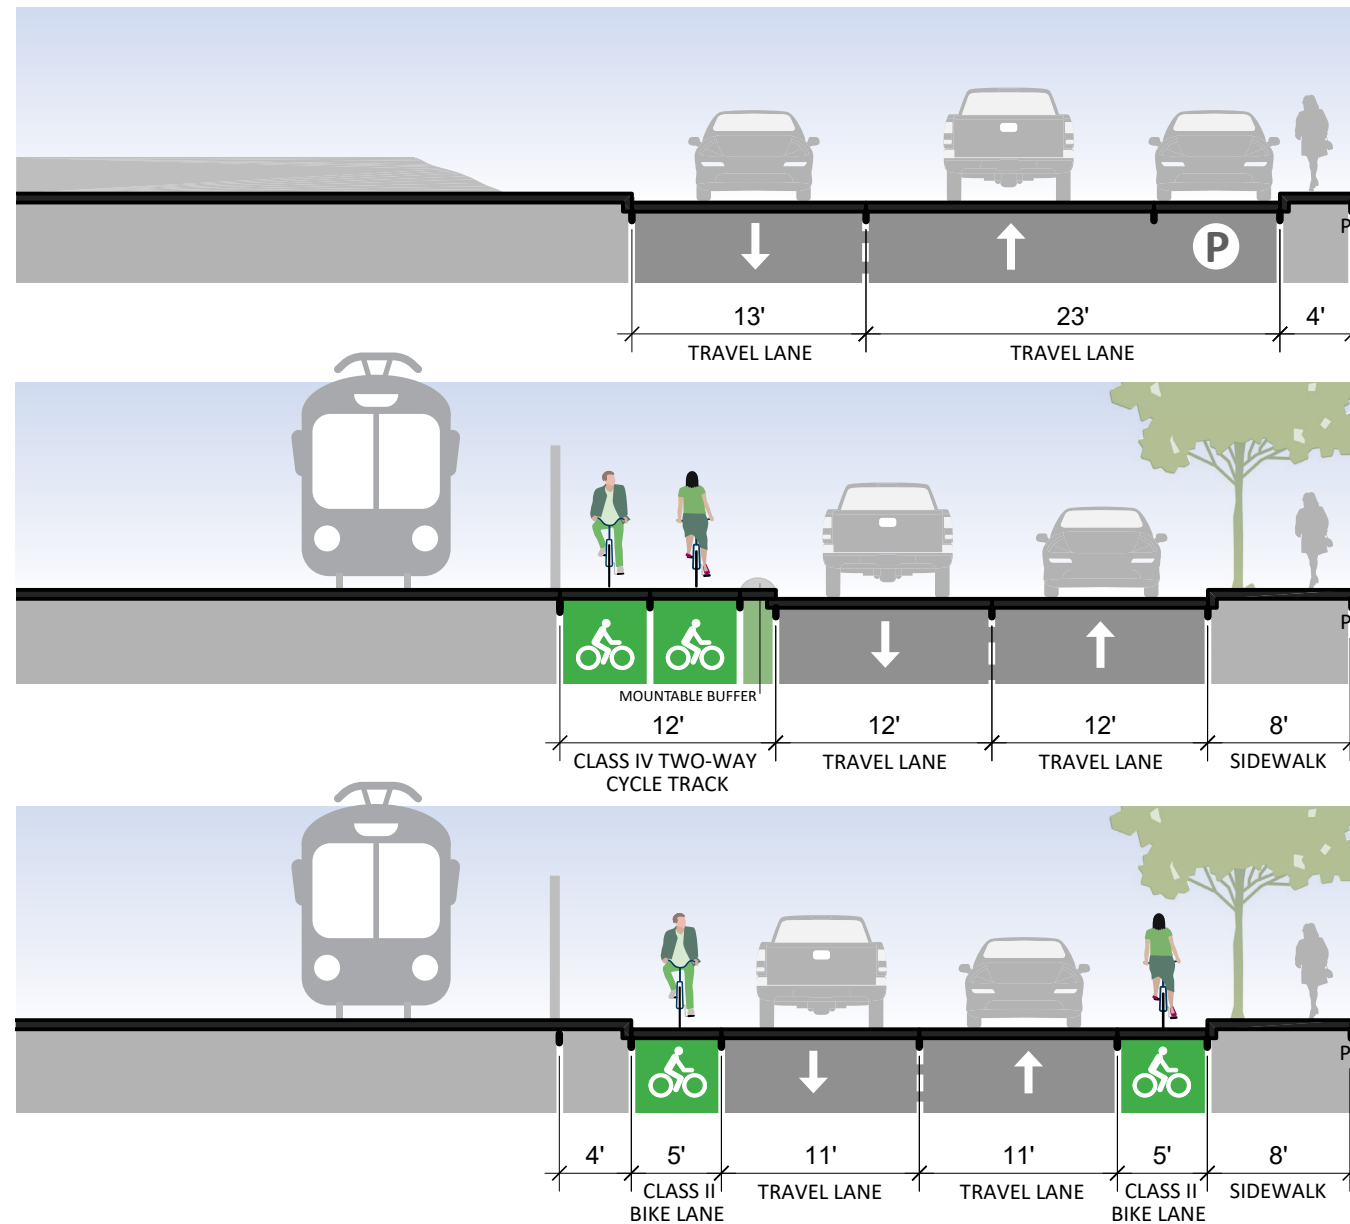 P
P
13'
23'
4'
TRAVEL LANE
TRAVEL LANE
P
MOUNTABLE BUFFER
12'
12'
12'
8'
CLASS IV TWO-WAY
CYCLE TRACK
TRAVEL LANE
TRAVEL LANE
SIDEWALK
P
4'
5'
11'
11'
5'
8'
CLASS II
BIKE LANE
TRAVEL LANE
TRAVEL LANE
CLASS II
BIKE LANE
SIDEWALK